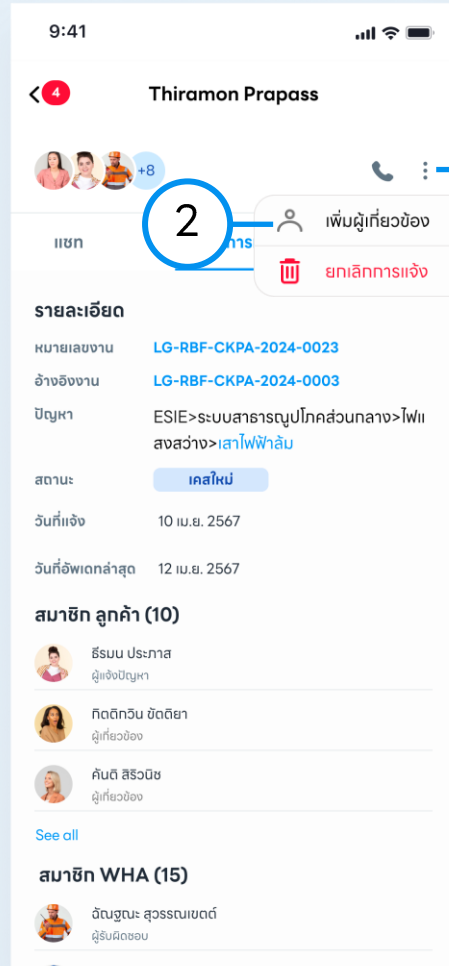 9:41
4
Thiramon Prapass
+8
2
เพิ่มผู้เกี่ยวข้อง
แชท
การ
ยกเลิกการแจ้ง
รายละเอียด
หมายเลขงาน LG-RBF-CKPA-2024-0023
อ้างอิงงาน LG-RBF-CKPA-2024-0003
ปัญหา ESIE>ระบบสาธารณูปโภคส่วนกลาง>ไฟแ
สงสว่าง>เสาไฟฟ้าล้ม
สถานะ เคสใหม่
วันที่แจ้ง 10 เม.ย. 2567
วันที่อัพเดทล่าสุด 12 เม.ย. 2567
สมาชิก ลูกค้า (10)
ธีรมน ประภาส
ผู้แจ้งปัญหา
กิตติกวิน ขัตติยา
ผู้เกี่ยวข้อง
คันติ สิริวนิช
ผู้เกี่ยวข้อง
See all
สมาชิก WHA (15)
ฉัณฐณะ สุวรรณเขตต์
ผู้รับผิดชอบ